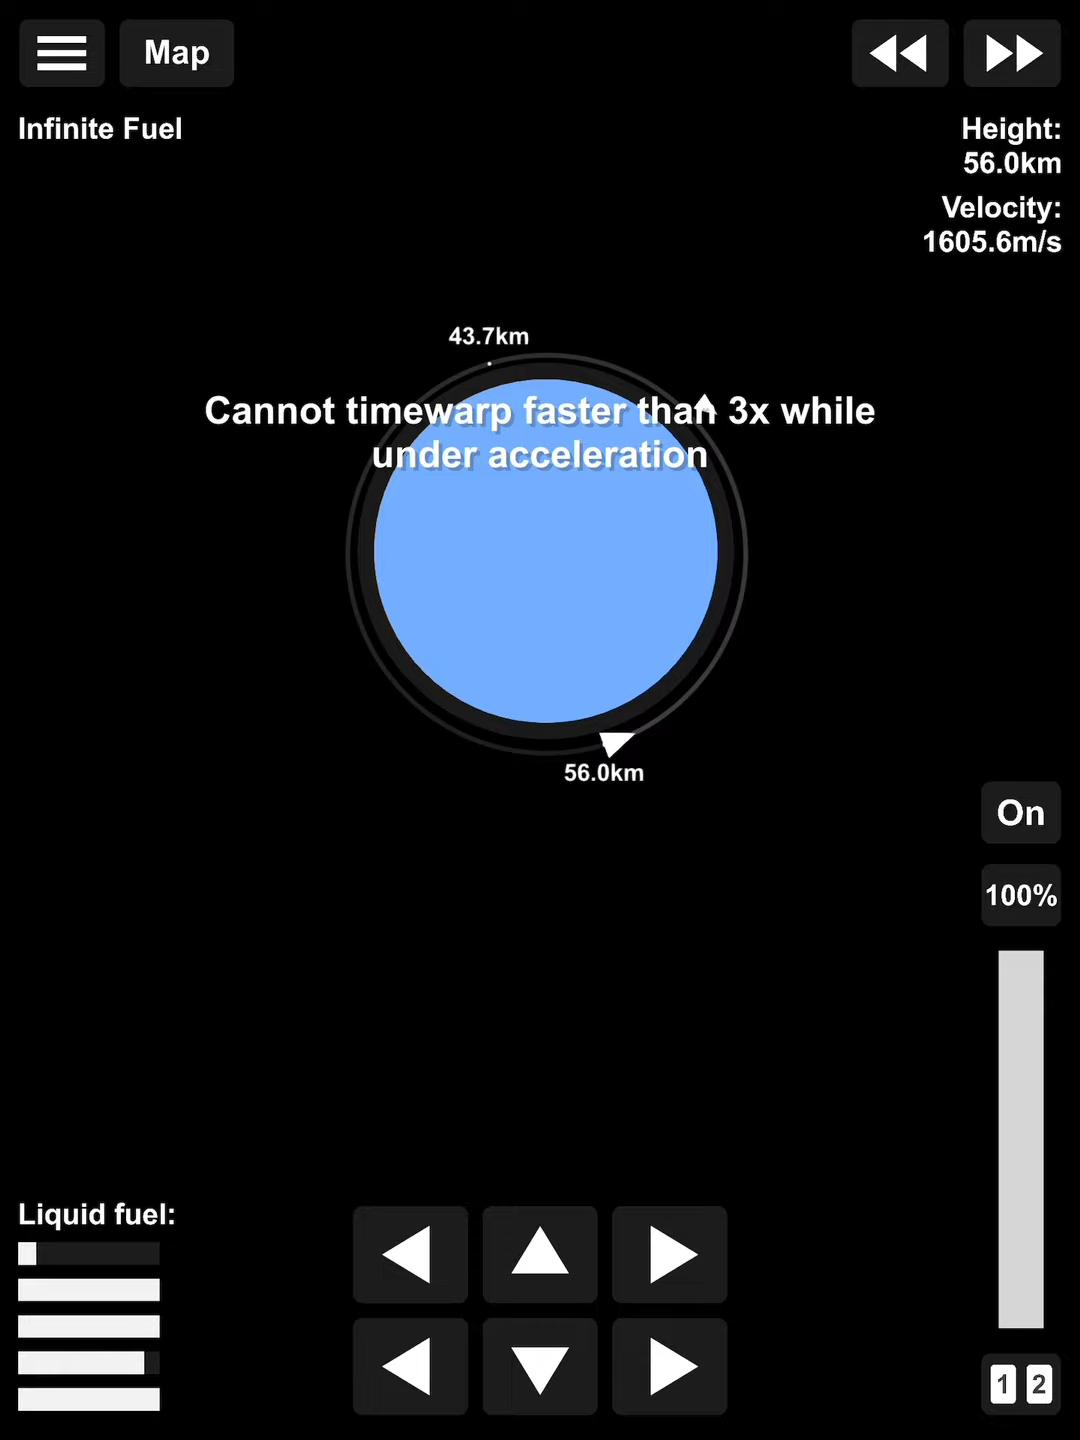 Map
Infinite Fuel
Height:
56.0km
Velocity:
1605.6m/s
43.7km
Cannot timewarp faster than 3x while
under acceleration
56.0km
On
100%
Liquid fuel:
1 2